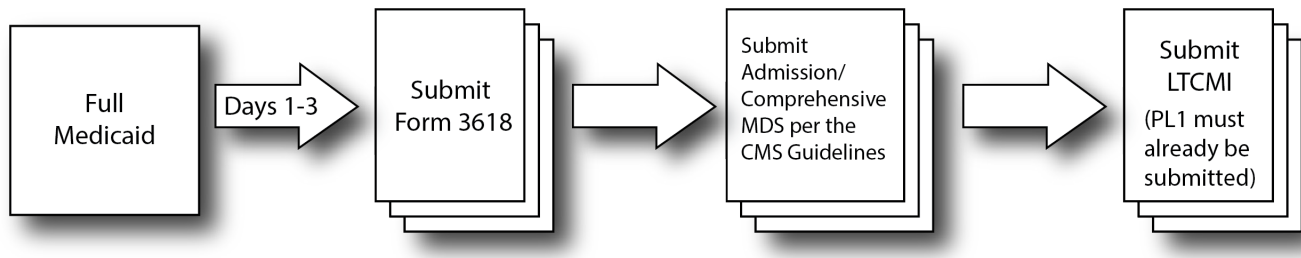 Full
Medicaid
Days 1-3
Submit
Form 3618
Submit
Admission/
Comprehensive
MDS per the
CMS Guidelines
Submit
LTCMI
(PL1 must
already be
submitted)